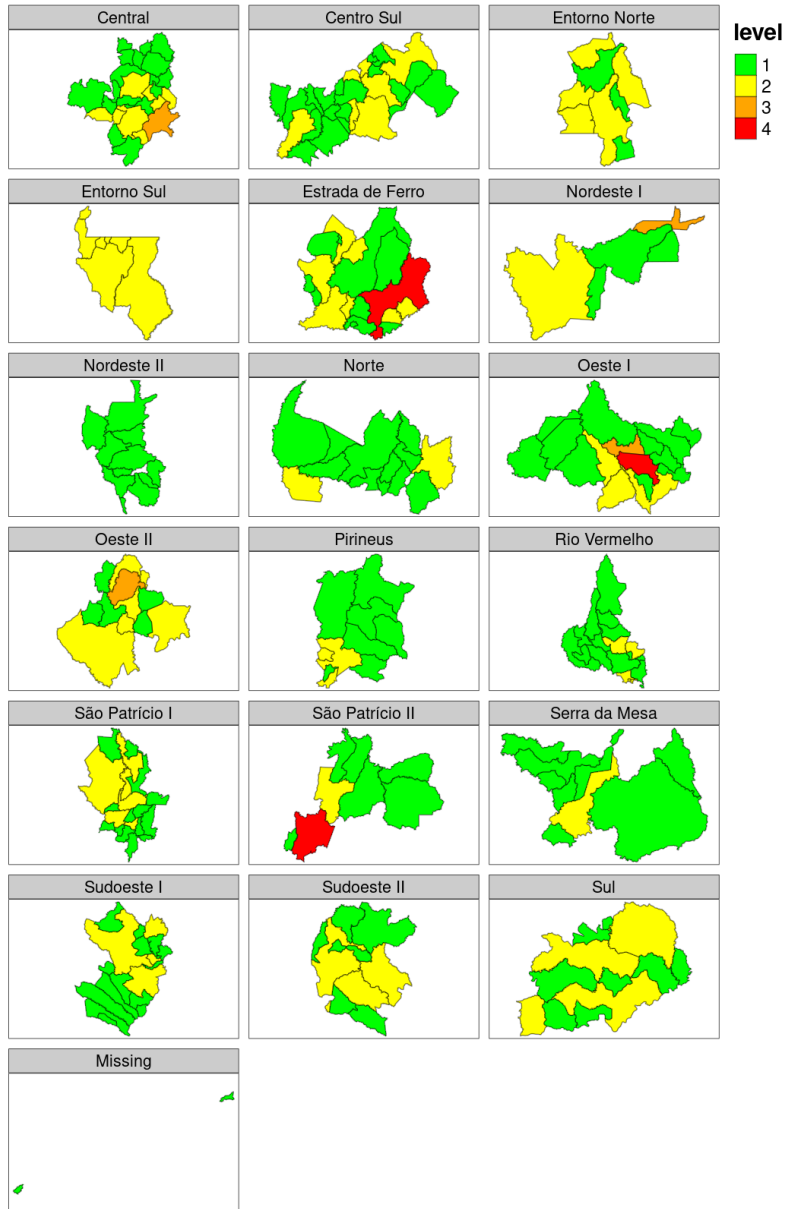 Central
Centro Sul
Entorno Norte
level
1
2
3
4
Entorno Sul
Estrada de Ferro
Nordeste I
Nordeste II
Norte
Oeste I
Oeste II
Pirineus
Rio Vermelho
São Patrício I
São Patrício II
Serra da Mesa
Sudoeste I
Sudoeste II
Sul
Missing